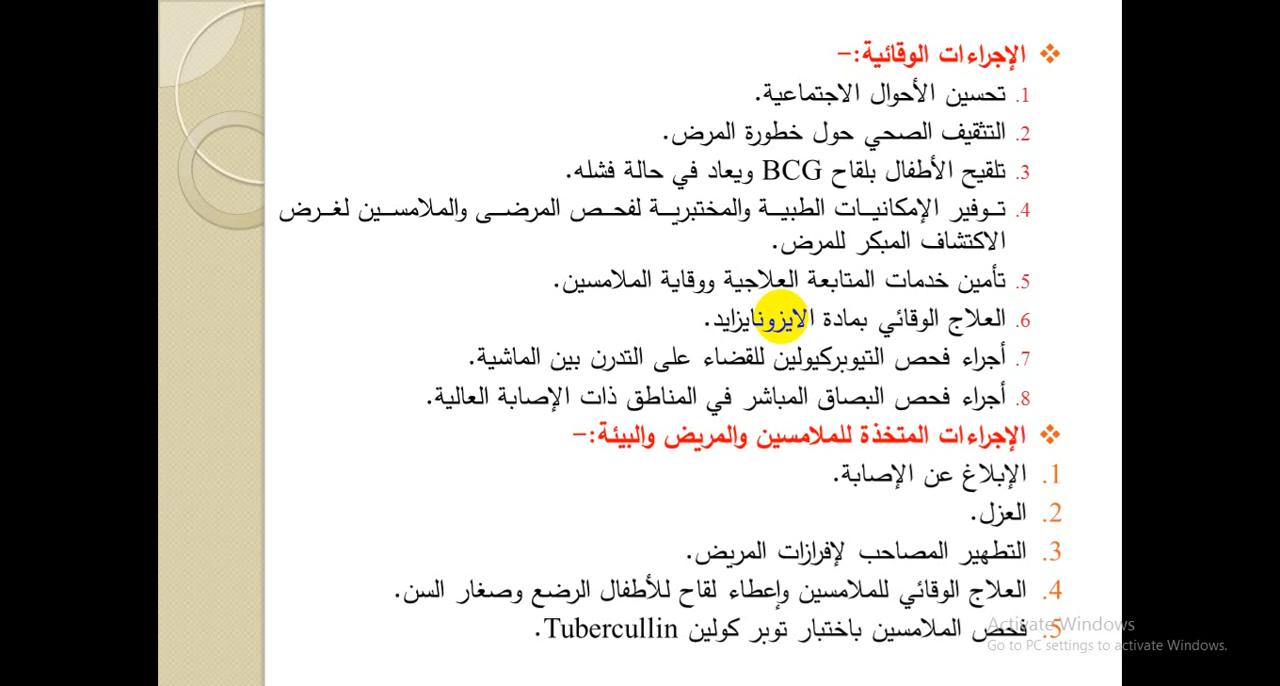 ❖ الإجراءات الوقائية:-
1. تحسين الأحوال الاجتماعية.
2. التثقيف الصحي حول خطورة المرض.
3. تلقيح الأطفال بلقاح BCG ويعاد في حالة فشله.
4. توفير الإمكانيات الطبية والمختبرية لفحص المرضى والملامسين لغرض
الاكتشاف المبكر للمرض.
5. تأمين خدمات المتابعة العلاجية ووقاية الملامسين.
6. العلاج الوقائي بمادة الايزونايزايد.
7. أجراء فحص التيوبركيولين للقضاء على التدرن بين الماشية.
8. أجراء فحص البصاق المباشر في المناطق ذات الإصابة العالية.
❖ الإجراءات المتخذة للملامسين والمريض والبيئة:-
1. الإبلاغ عن الإصابة.
2. العزل.
3. التطهير المصاحب لإفرازات المريض.
4. العلاج الوقائي للملامسين وإعطاء لقاح للأطفال الرضع وصغار السن.
5. فحص الملامسين باختبار توبر كولين Tubercullin.
Activate Windows
Go to PC settings to activate Windows.